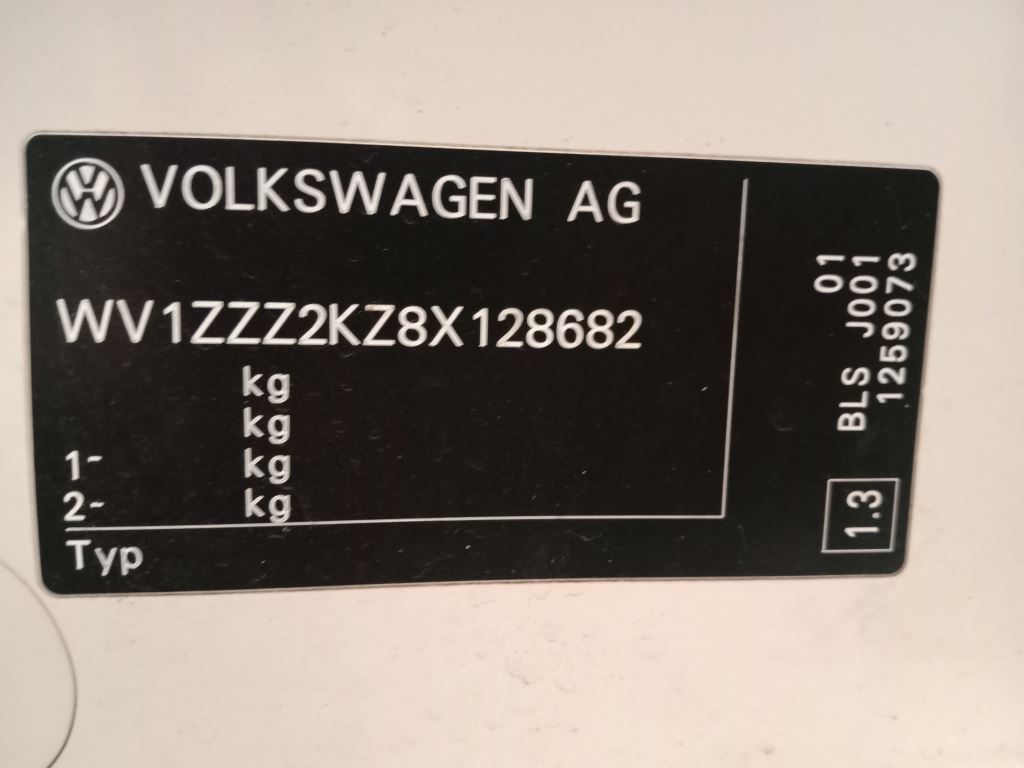 VOLKSWAGEN AG
WV1ZZZ2KZ8X128682
kg
kg
1- kg
2- kg
Typ
01
BLS J001
1259073
1.3